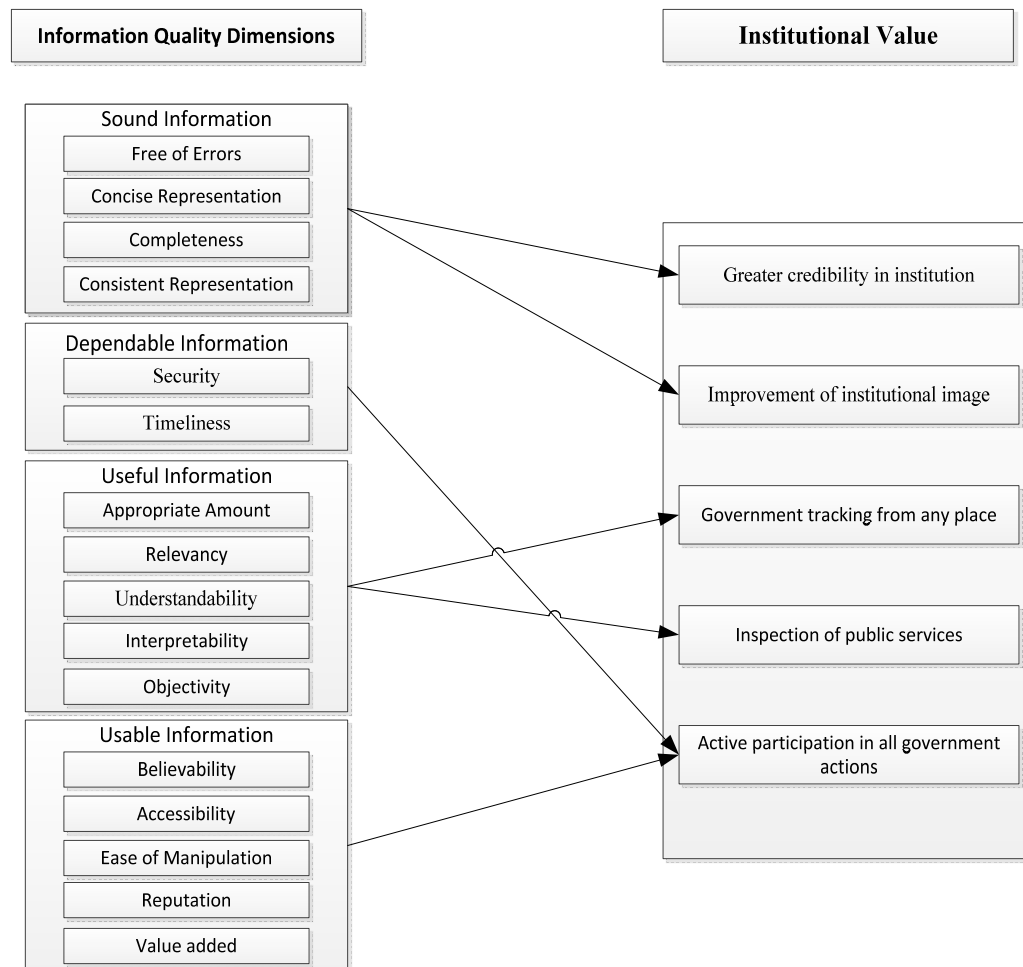 Information Quality Dimensions
Institutional Value
Sound Information
Free of Errors
Concise Representation
Completeness
Consistent Representation
Dependable Information
Security
Timeliness
Useful Information
Appropriate Amount
Relevancy
Understandability
Interpretability
Objectivity
Usable Information
Believability
Accessibility
Ease of Manipulation
Reputation
Value added
Greater credibility in institution
Improvement of institutional image
Government tracking from any place
Inspection of public services
Active participation in all government
actions